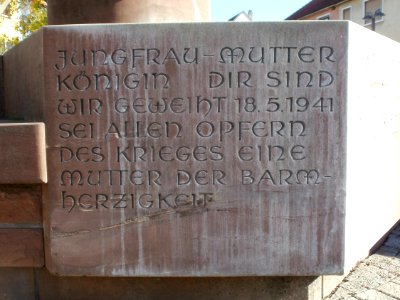 JUNGFRAU-MUTTER
KÖNIGIN DIR SIND
WIR GEWEIHT 18.5.1941
SEI ALLEN OPFERN
DES KRIEGES EINE
MUTTER DER BARM-
HERZIGKEIT